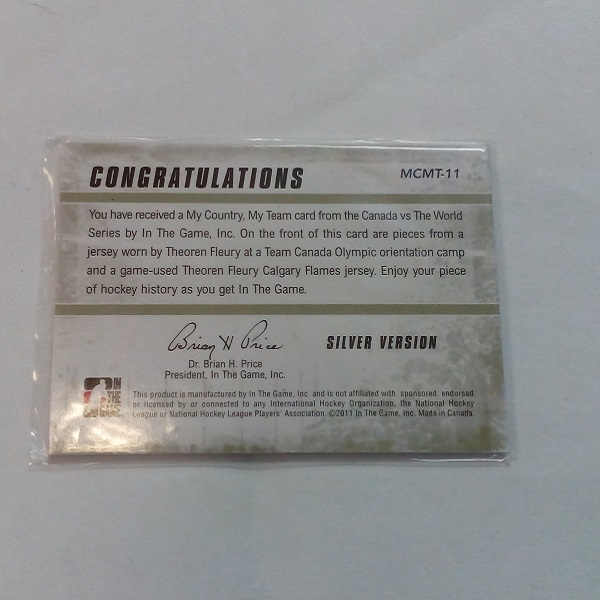 CONGRATULATIONS
MCMT-11
You have received a My Country, My Team card from the Canada vs The World
Series by In The Game, Inc. On the front of this card are pieces from a
jersey worn by Theoren Fleury at a Team Canada Olympic orientation camp
and a game-used Theoren Fleury Calgary Flames jersey. Enjoy your piece
of hockey history as you get In The Game.
Brian H Price
SILVER VERSION
Dr. Brian H. Price
President, In The Game, Inc.
IN
THE
GAME
This product is manufactured by In The Game, Inc. and is not affiliated with, sponsored, endorsed
or licensed by or connected to any International Hockey Organization, the National Hockey
League or National Hockey League Players' Association. ©2011 In The Game, Inc. Made in Canada.